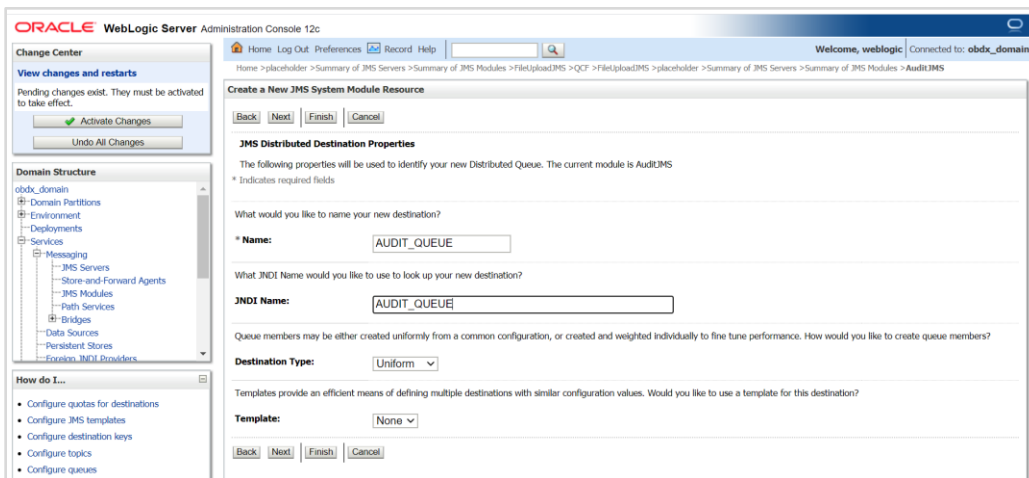 ORACLE WebLogic Server Administration Console 12c
Change Center
View changes and restarts
Pending changes exist. They must be activated
to take effect.
Activate Changes
Undo All Changes
Domain Structure
obdx_domain
Domain Partitions
Environment
Deployments
Services
Messaging
JMS Servers
Store-and-Forward Agents
JMS Modules
Path Services
Bridges
Data Sources
Persistent Stores
Foreign JNDI Providers
How do I...
Configure quotas for destinations
Configure JMS templates
Configure destination keys
Configure topics
Configure queues
Home Log Out Preferences Record Help
Welcome, weblogic Connected to: obdx_domain
Home >placeholder >Summary of JMS Servers >Summary of JMS Modules >FileUploadJMS >QCF >FileUploadJMS >placeholder >Summary of JMS Servers >Summary of JMS Modules >AuditJMS
Create a New JMS System Module Resource
Back Next Finish Cancel
JMS Distributed Destination Properties
The following properties will be used to identify your new Distributed Queue. The current module is AuditJMS
* Indicates required fields
What would you like to name your new destination?
* Name: AUDIT_QUEUE
What JNDI Name would you like to use to look up your new destination?
JNDI Name: AUDIT_QUEUE
Queue members may be either created uniformly from a common configuration, or created and weighted individually to fine tune performance. How would you like to create queue members?
Destination Type: Uniform
Templates provide an efficient means of defining multiple destinations with similar configuration values. Would you like to use a template for this destination?
Template: None
Back Next Finish Cancel